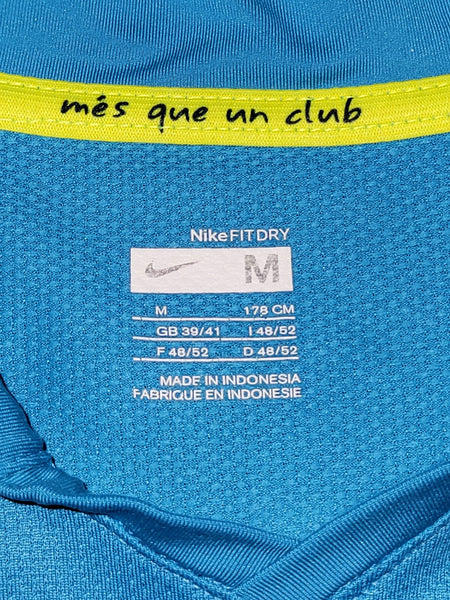 més que un club
NikeFITDRY
M
M 178 CM
GB 39/41 I 48/52
F 48/52 D 48/52
MADE IN INDONESIA
FABRIQUE EN INDONESIE